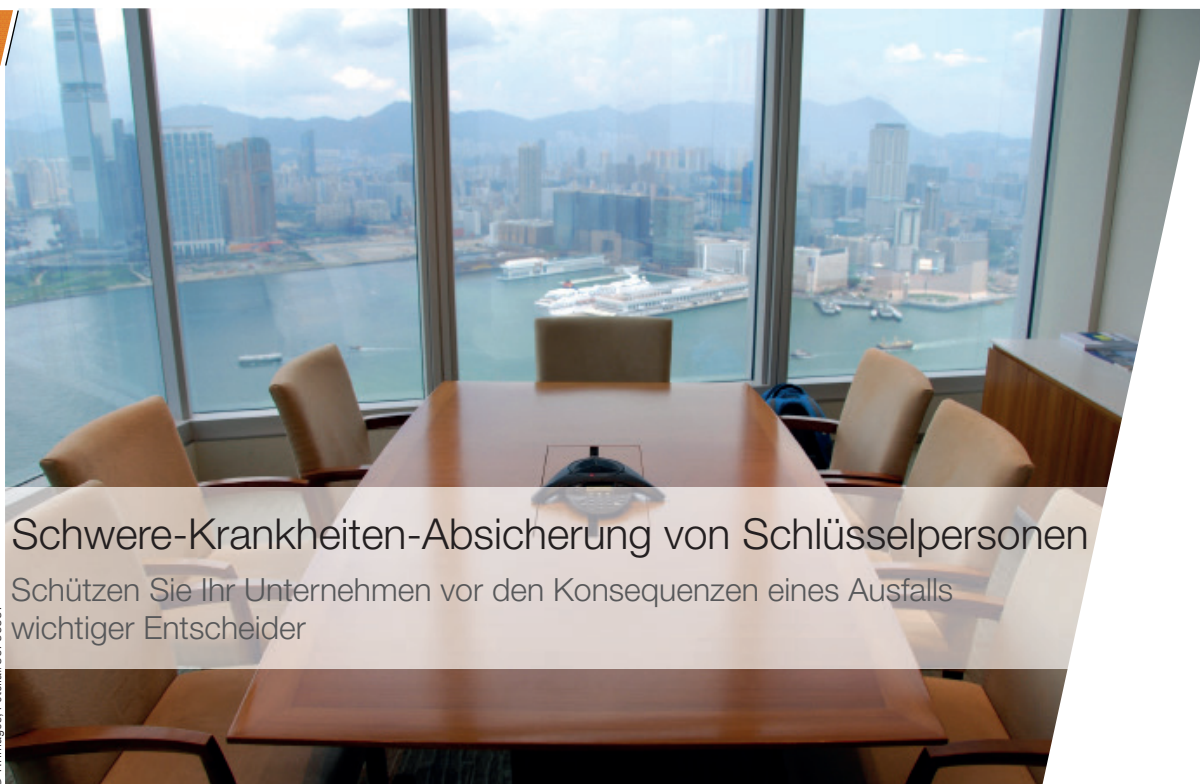 Schwere-Krankheiten-Absicherung von Schlüsselpersonen
Schützen Sie Ihr Unternehmen vor den Konsequenzen eines Ausfalls
wichtiger Entscheider